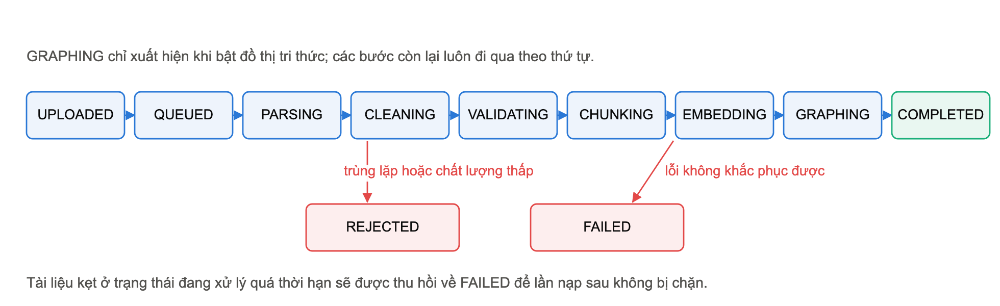 GRAPHING chỉ xuất hiện khi bật đồ thị tri thức; các bước còn lại luôn đi qua theo thứ tự.
UPLOADED
QUEUED
PARSING
CLEANING
VALIDATING
CHUNKING
EMBEDDING
GRAPHING
COMPLETED
trùng lặp hoặc chất lượng thấp
lỗi không khắc phục được
REJECTED
FAILED
Tài liệu kẹt ở trạng thái đang xử lý quá thời hạn sẽ được thu hồi về FAILED để lần nạp sau không bị chặn.